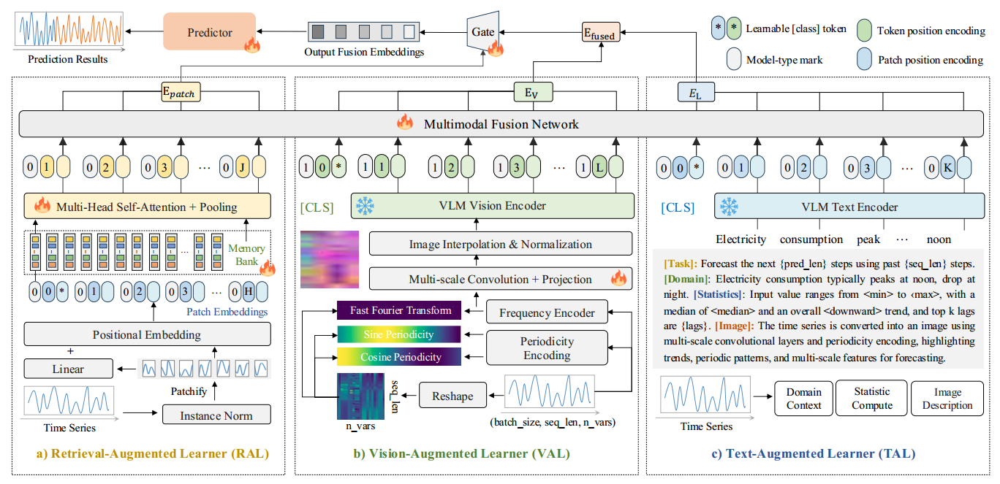 Prediction Results
Predictor
Output Fusion Embeddings
Gate
E_fused
* * Learnable [class] token
Token position encoding
Model-type mark
Patch position encoding
E_patch
E_V
E_L
Multimodal Fusion Network
0 1
0 2
0 3
...
0 J
1 0 *
1 1
1 2
1 3
...
1 L
0 0 *
0 1
0 2
0 3
...
0 K
Multi-Head Self-Attention + Pooling
Memory
Bank
0 0 *
0 1
0 2
0 3
...
0 H
Patch Embeddings
Positional Embedding
+
Linear
Patchify
Time Series
Instance Norm
a) Retrieval-Augmented Learner (RAL)
[CLS]
VLM Vision Encoder
Image Interpolation & Normalization
Multi-scale Convolution + Projection
Fast Fourier Transform
Frequency Encoder
Sine Periodicity
Cosine Periodicity
Periodicity
Encoding
seq_len
Reshape
n_vars
(batch_size, seq_len, n_vars)
b) Vision-Augmented Learner (VAL)
[CLS]
VLM Text Encoder
Electricity consumption peak ... noon
[Task]: Forecast the next {pred_len} steps using past {seq_len} steps.
[Domain]: Electricity consumption typically peaks at noon, drop at
night. [Statistics]: Input value ranges from <min> to ‹max>, with a
median of <median> and an overall <downward> trend, and top k lags
are {lags}. [Image]: The time series is converted into an image using
multi-scale convolutional layers and periodicity encoding, highlighting
trends, periodic patterns, and multi-scale features for forecasting.
Time Series
Domain
Context
Statistic
Compute
Image
Description
c) Text-Augmented Learner (TAL)